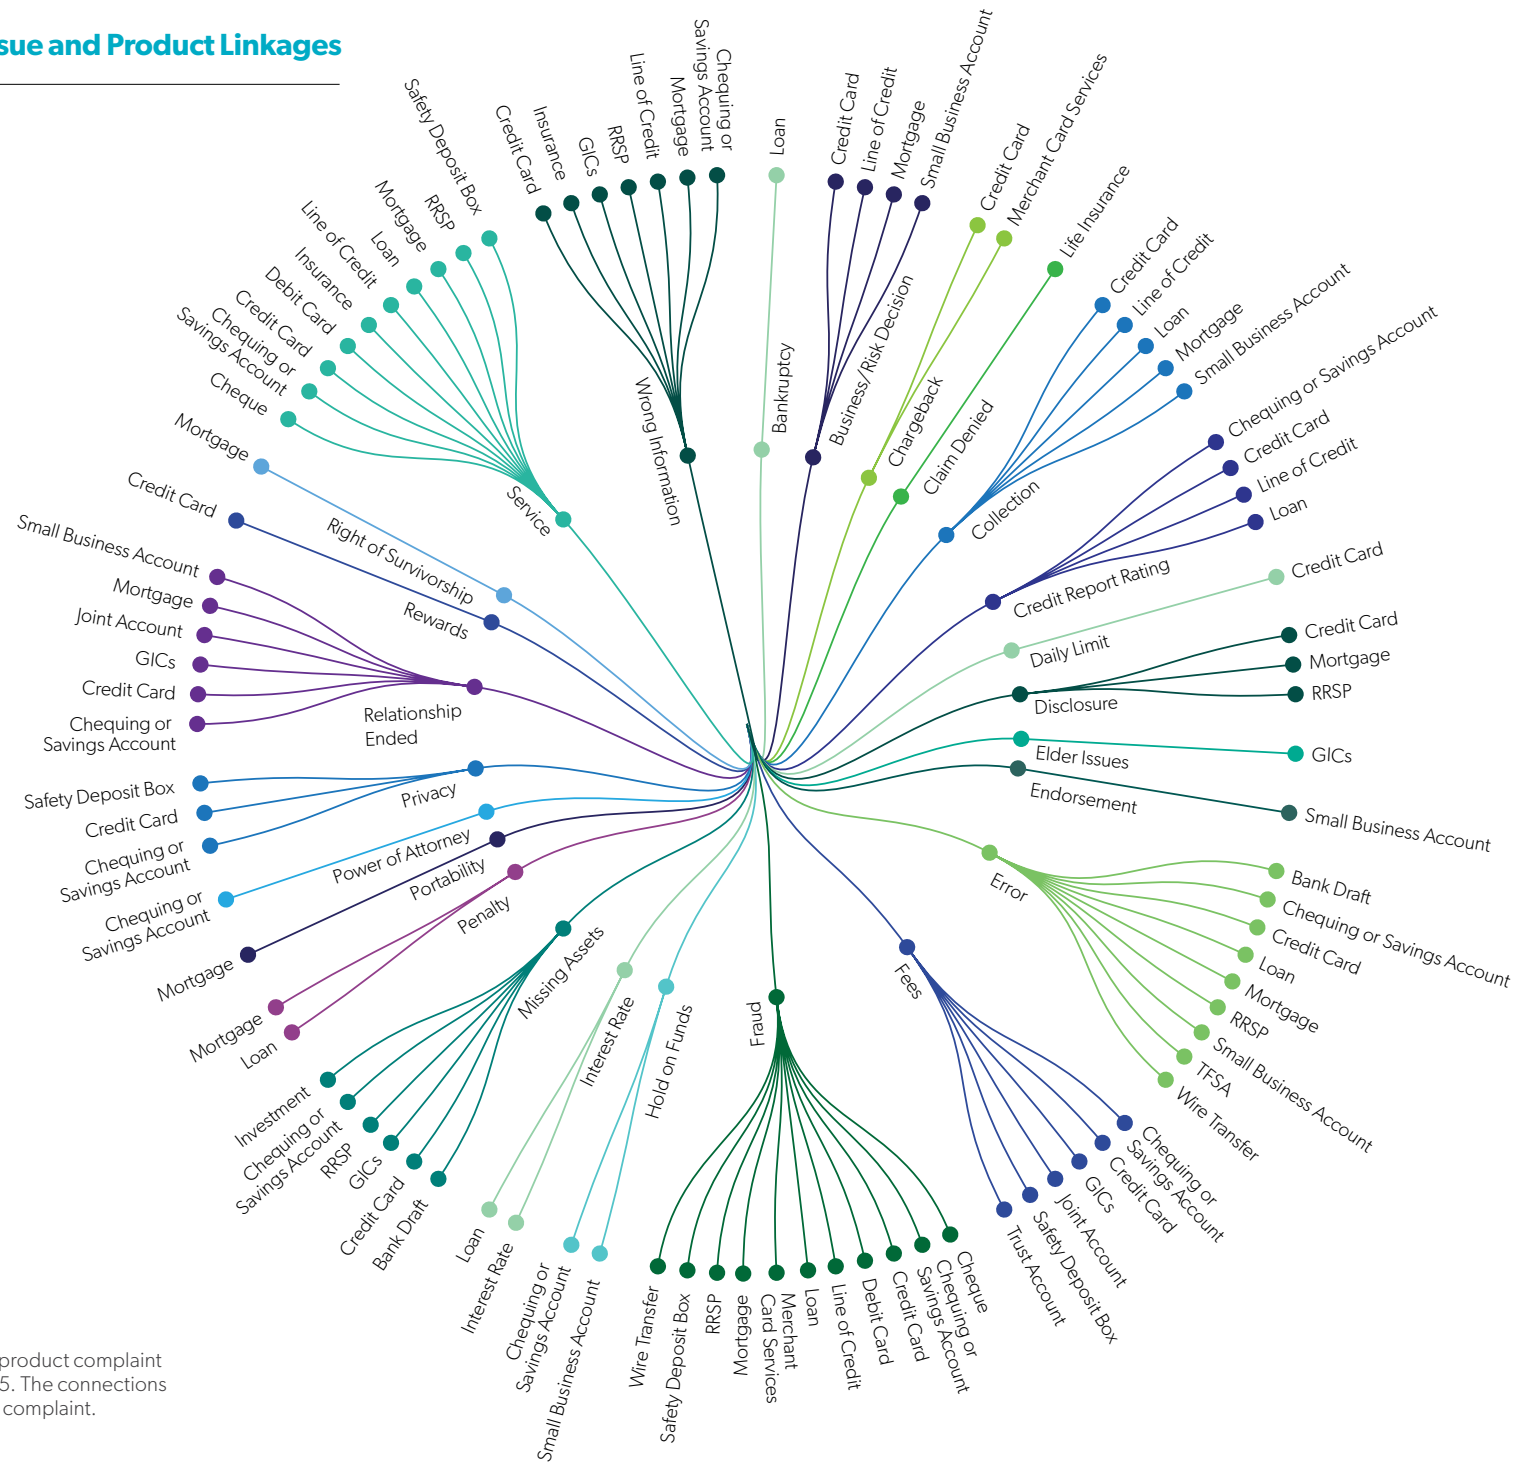 sue and Product Linkages
Loan
Bankruptcy
Credit Card
Line of Credit
Mortgage
Small Business Account
Business/Risk Decision
Credit Card
Merchant Card Services
Chargeback
Life Insurance
Claim Denied
Credit Card
Line of Credit
Loan
Mortgage
Small Business Account
Collection
Chequing or Savings Account
Credit Card
Line of Credit
Loan
Credit Report Rating
Credit Card
Daily Limit
Credit Card
Mortgage
RRSP
Disclosure
GICs
Elder Issues
Small Business Account
Endorsement
Error
Bank Draft
Chequing or Savings Account
Credit Card
Loan
Mortgage
RRSP
Small Business Account
TFSA
Wire Transfer
Fees
Chequing or
Savings Account
Credit Card
GICs
Joint Account
Safety Deposit Box
Trust Account
Fraud
Cheque
Chequing or
Savings Account
Credit Card
Debit Card
Line of Credit
Loan
Merchant
Card Services
Mortgage
RRSP
Safety Deposit Box
Wire Transfer
Hold on Funds
Small Business Account
Chequing or
Savings Account
Interest Rate
Interest Rate
Loan
Missing Assets
Bank Draft
Credit Card
GICs
RRSP
Chequing or
Savings Account
Investment
Penalty
Loan
Mortgage
Portability
Mortgage
Power of Attorney
Chequing or
Savings Account
Privacy
Chequing or
Savings Account
Credit Card
Safety Deposit Box
Relationship
Ended
Chequing or
Savings Account
Credit Card
GICs
Joint Account
Mortgage
Small Business Account
Rewards
Credit Card
Right of Survivorship
Mortgage
Service
Cheque
Chequing or
Savings Account
Credit Card
Debit Card
Insurance
Line of Credit
Loan
Mortgage
RRSP
Safety Deposit Box
Wrong Information
Credit Card
Insurance
GICs
RRSP
Line of Credit
Mortgage
Chequing or
Savings Account
product complaint
5. The connections
complaint.